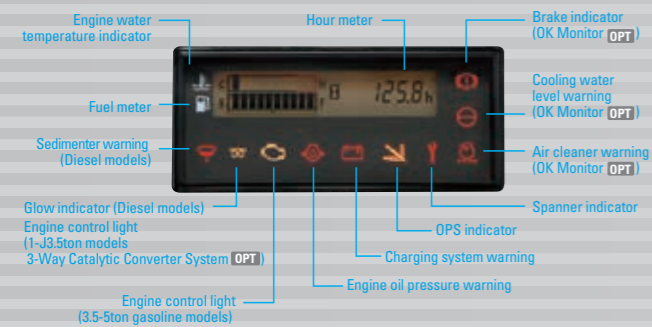 Engine water
temperature indicator
Hour meter
Brake indicator
(OK Monitor OPT)
Fuel meter
Cooling water
level warning
(OK Monitor OPT)
C H
E F
125.8h
Sedimenter warning
(Diesel models)
Air cleaner warning
(OK Monitor OPT)
Glow indicator (Diesel models)
Spanner indicator
Engine control light
(1-J3.5ton models
3-Way Catalytic Converter System OPT)
OPS indicator
Charging system warning
Engine oil pressure warning
Engine control light
(3.5-5ton gasoline models)